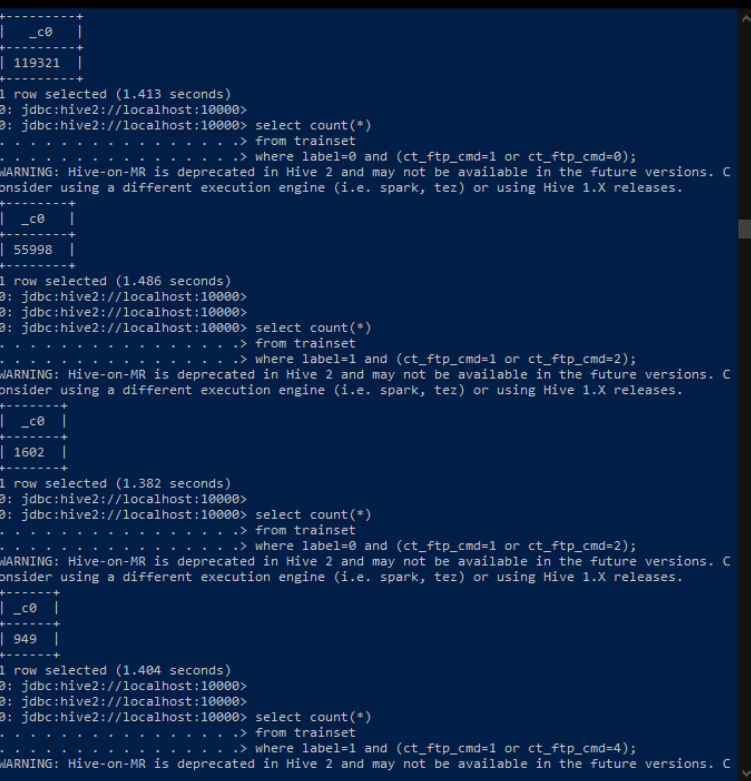 +---------+
|   _c0   |
+---------+
| 119321  |
+---------+
1 row selected (1.413 seconds)
0: jdbc:hive2://localhost:10000>
0: jdbc:hive2://localhost:10000> select count(*)
. . . . . . . . . . . . . . . .> from trainset
. . . . . . . . . . . . . . . .> where label=0 and (ct_ftp_cmd=1 or ct_ftp_cmd=0);
WARNING: Hive-on-MR is deprecated in Hive 2 and may not be available in the future versions. C
onsider using a different execution engine (i.e. spark, tez) or using Hive 1.X releases.
+--------+
|  _c0   |
+--------+
| 55998  |
+--------+
1 row selected (1.486 seconds)
0: jdbc:hive2://localhost:10000>
0: jdbc:hive2://localhost:10000>
0: jdbc:hive2://localhost:10000> select count(*)
. . . . . . . . . . . . . . . .> from trainset
. . . . . . . . . . . . . . . .> where label=1 and (ct_ftp_cmd=1 or ct_ftp_cmd=2);
WARNING: Hive-on-MR is deprecated in Hive 2 and may not be available in the future versions. C
onsider using a different execution engine (i.e. spark, tez) or using Hive 1.X releases.
+-------+
|  _c0  |
+-------+
| 1602  |
+-------+
1 row selected (1.382 seconds)
0: jdbc:hive2://localhost:10000>
0: jdbc:hive2://localhost:10000> select count(*)
. . . . . . . . . . . . . . . .> from trainset
. . . . . . . . . . . . . . . .> where label=0 and (ct_ftp_cmd=1 or ct_ftp_cmd=2);
WARNING: Hive-on-MR is deprecated in Hive 2 and may not be available in the future versions. C
onsider using a different execution engine (i.e. spark, tez) or using Hive 1.X releases.
+------+
| _c0  |
+------+
| 949  |
+------+
1 row selected (1.404 seconds)
0: jdbc:hive2://localhost:10000>
0: jdbc:hive2://localhost:10000>
0: jdbc:hive2://localhost:10000> select count(*)
. . . . . . . . . . . . . . . .> from trainset
. . . . . . . . . . . . . . . .> where label=1 and (ct_ftp_cmd=1 or ct_ftp_cmd=4);
WARNING: Hive-on-MR is deprecated in Hive 2 and may not be available in the future versions. C